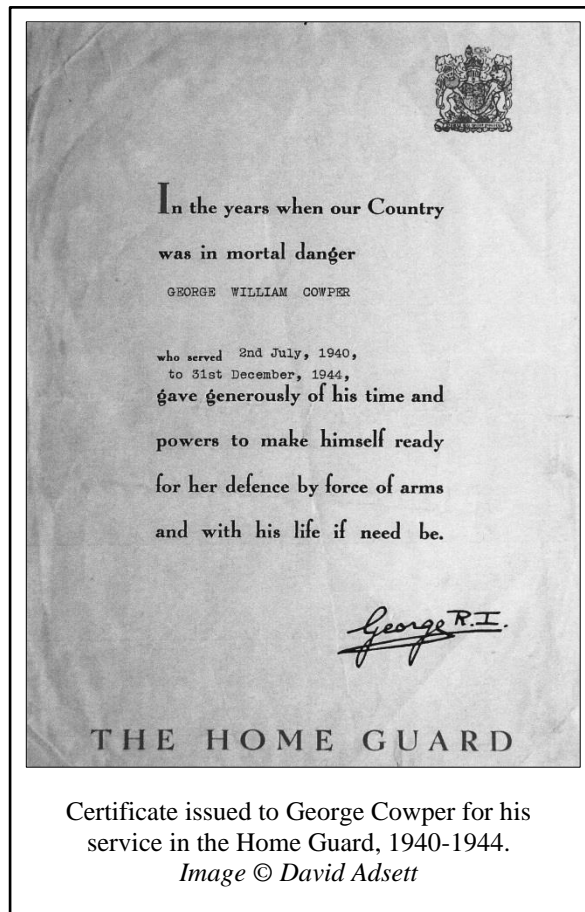 In the years when our Country
was in mortal danger
GEORGE WILLIAM COWPER
who served 2nd July, 1940,
to 31st December, 1944,
gave generously of his time and
powers to make himself ready
for her defence by force of arms
and with his life if need be.
George R.I.
THE HOME GUARD
Certificate issued to George Cowper for his
service in the Home Guard, 1940-1944.
Image © David Adsett